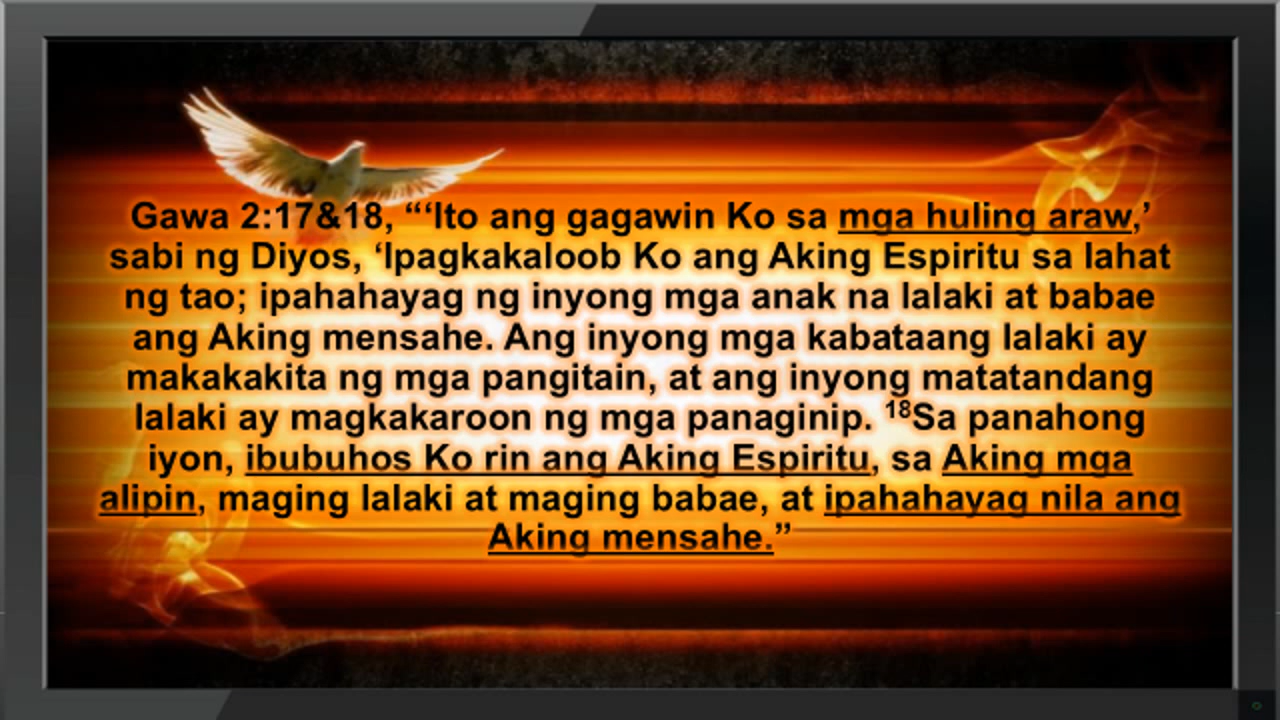 Gawa 2:17&18, “‘Ito ang gagawin Ko sa mga huling araw,’
sabi ng Diyos, ‘Ipagkakaloob Ko ang Aking Espiritu sa lahat
ng tao; ipahahayag ng inyong mga anak na lalaki at babae
ang Aking mensahe. Ang inyong mga kabataang lalaki ay
makakakita ng mga pangitain, at ang inyong matatandang
lalaki ay magkakaroon ng mga panaginip. ¹⁸Sa panahong
iyon, ibubuhos Ko rin ang Aking Espiritu, sa Aking mga
alipin, maging lalaki at maging babae, at ipahahayag nila ang
Aking mensahe.”